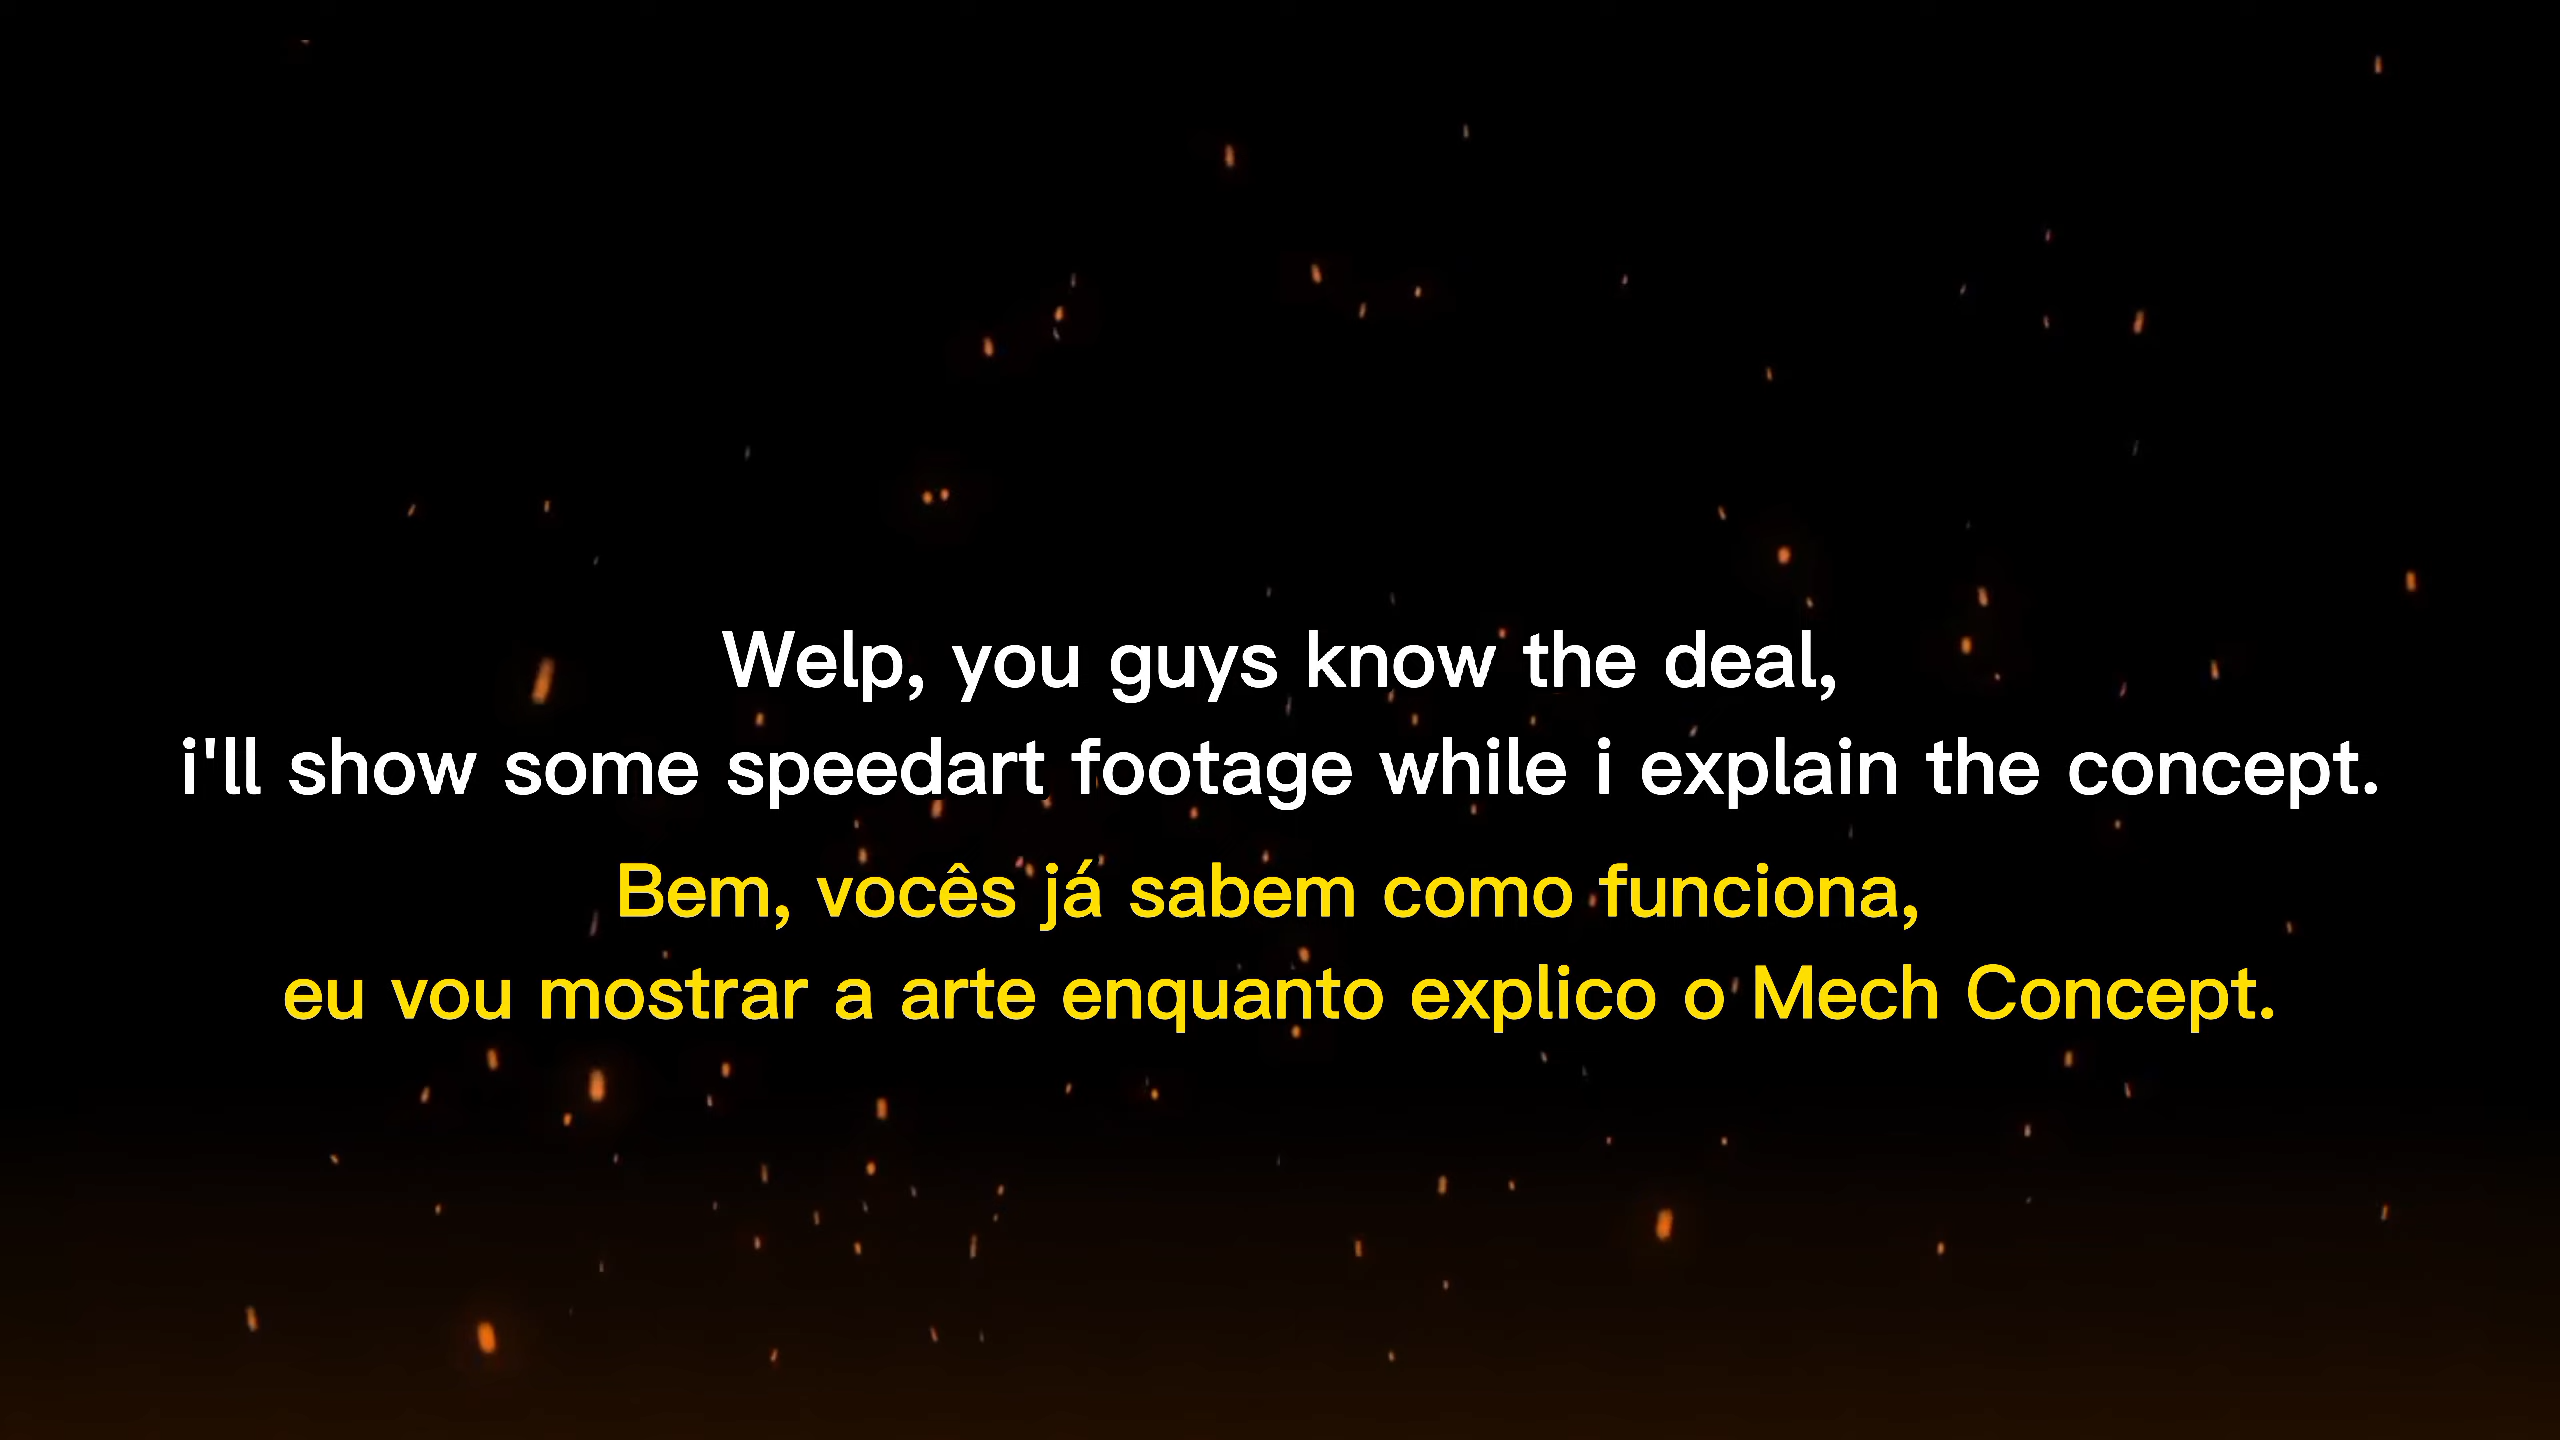 Welp, you guys know the deal,
i'll show some speedart footage while i explain the concept.
Bem, vocês já sabem como funciona,
eu vou mostrar a arte enquanto explico o Mech Concept.